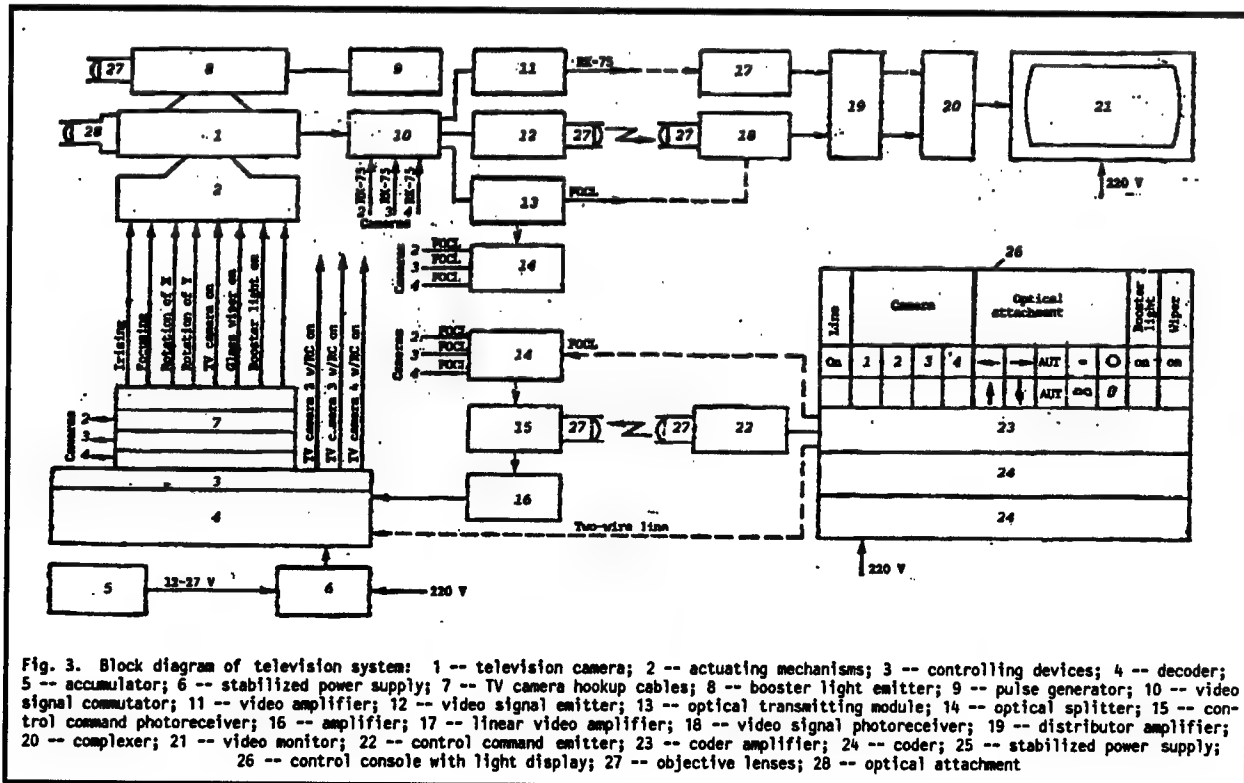 27 8 9 11 RK-75 17 19 20 21
28 1 10 12 27 27 18
2
RK-75 RK-75 RK-75
2 3 4
Cameras
13 FOCL
220 V
Cameras
2 FOCL
3 FOCL
4 FOCL
14
Irising
Focusing
Rotation of X
Rotation of Y
TV camera on
Glass wiper on
Booster light on
TV camera 2 w/RC on
TV camera 3 w/RC on
TV camera 4 w/RC on
Cameras
2 FOCL
3 FOCL
4 FOCL
14 FOCL
26
Line Camera Optical attachment Booster light Wiper
On 1 2 3 4 ← → AUT - O on on
↑ ↓ AUT ∞ 0
Cameras
2
3
4
7
15 27 27 22 23
3
16
24
4
Two-wire line
24
220 V
5 12-27 V 6 220 V
Fig. 3. Block diagram of television system: 1 -- television camera; 2 -- actuating mechanisms; 3 -- controlling devices; 4 -- decoder;
5 -- accumulator; 6 -- stabilized power supply; 7 -- TV camera hookup cables; 8 -- booster light emitter; 9 -- pulse generator; 10 -- video
signal commutator; 11 -- video amplifier; 12 -- video signal emitter; 13 -- optical transmitting module; 14 -- optical splitter; 15 -- con-
trol command photoreceiver; 16 -- amplifier; 17 -- linear video amplifier; 18 -- video signal photoreceiver; 19 -- distributor amplifier;
20 -- complexer; 21 -- video monitor; 22 -- control command emitter; 23 -- coder amplifier; 24 -- coder; 25 -- stabilized power supply;
26 -- control console with light display; 27 -- objective lenses; 28 -- optical attachment